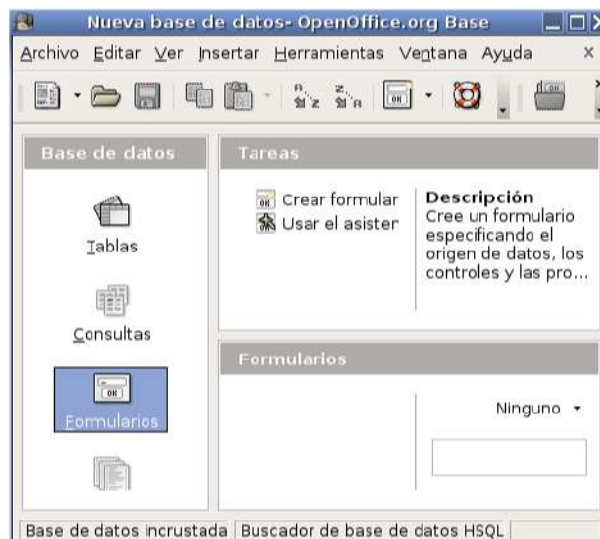 Nueva base de datos- OpenOffice.org Base
Archivo Editar Ver Insertar Herramientas Ventana Ayuda
Base de datos
Tablas
Consultas
Formularios
Tareas
Crear formular
Usar el asister
Descripción
Cree un formulario
especificando el
origen de datos, los
controles y las pro...
Formularios
Ninguno
Base de datos incrustada
Buscador de base de datos HSQL